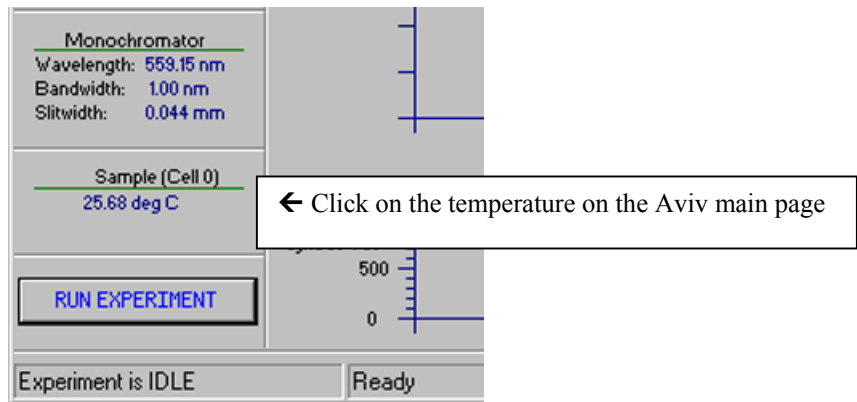 Monochromator
Wavelength: 559.15 nm
Bandwidth: 1.00 nm
Slitwidth: 0.044 mm
Sample (Cell 0)
25.68 deg C
← Click on the temperature on the Aviv main page
500
RUN EXPERIMENT
0
Experiment is IDLE
Ready